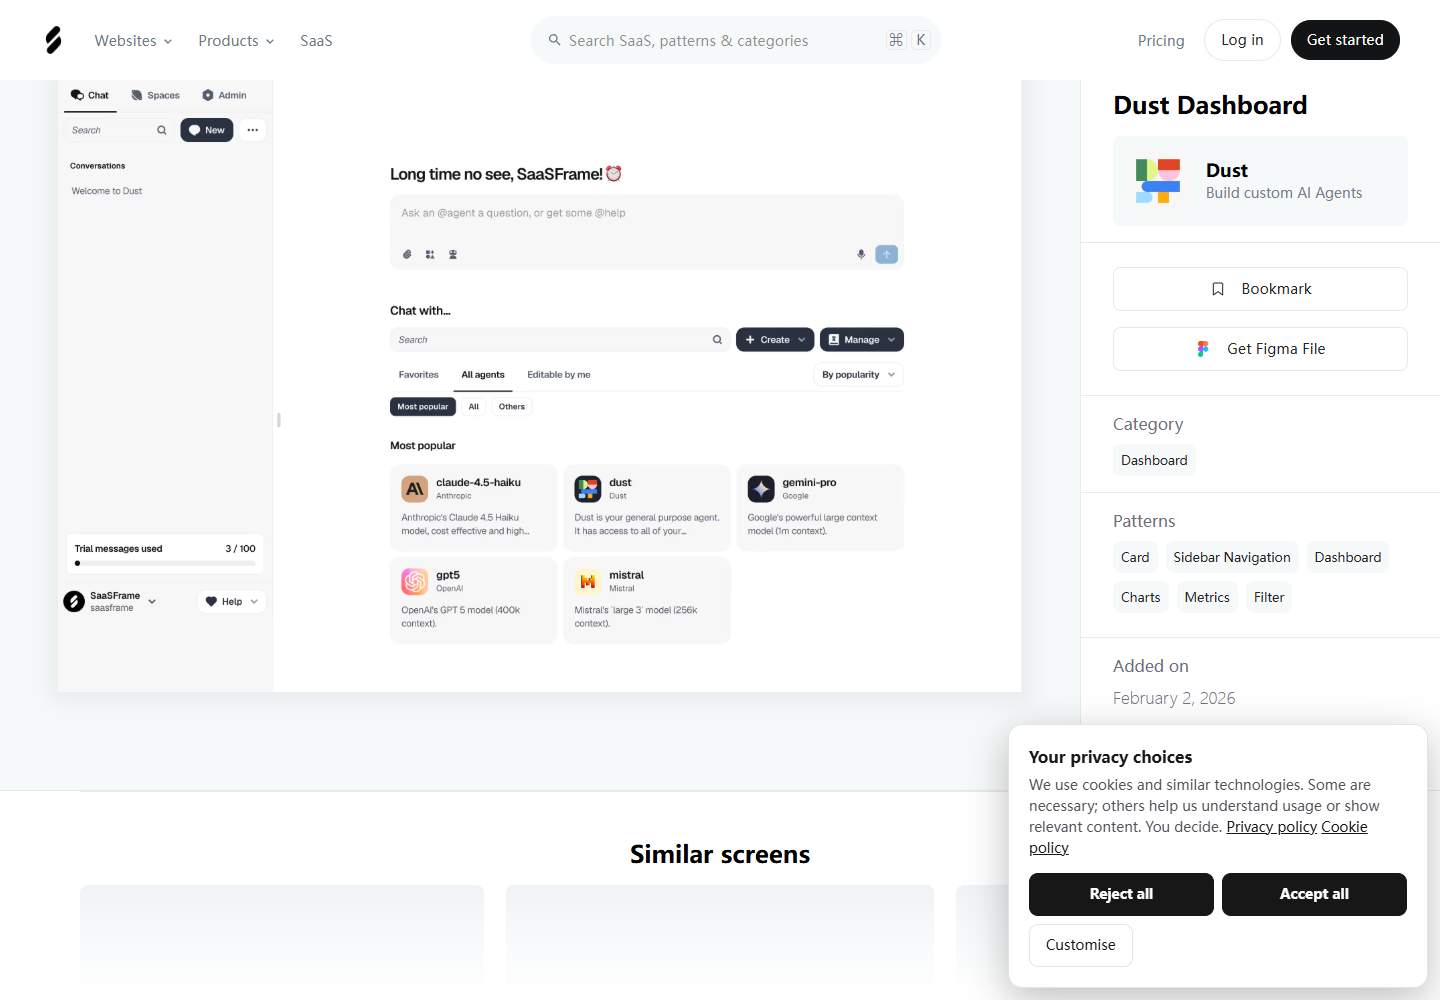 Websites Products SaaS
Search SaaS, patterns & categories ⌘ K
Pricing Log in Get started
Chat Spaces Admin
Search New
Conversations
Welcome to Dust
Trial messages used 3 / 100
SaaSFrame
saasframe
Help
Long time no see, SaaSFrame!⏰
Ask an @agent a question, or get some @help
Chat with...
Search Create Manage
Favorites All agents Editable by me By popularity
Most popular All Others
Most popular
claude-4.5-haiku
Anthropic
Anthropic's Claude 4.5 Haiku
model, cost effective and high...
dust
Dust
Dust is your general purpose agent.
It has access to all of your...
gemini-pro
Google
Google's powerful large context
model (1m context).
gpt5
OpenAI
OpenAI's GPT 5 model (400k
context).
mistral
Mistral
Mistral's `large 3` model (256k
context).
Dust Dashboard
Dust
Build custom AI Agents
Bookmark
Get Figma File
Category
Dashboard
Patterns
Card Sidebar Navigation Dashboard
Charts Metrics Filter
Added on
February 2, 2026
Similar screens
Your privacy choices
We use cookies and similar technologies. Some are
necessary; others help us understand usage or show
relevant content. You decide. Privacy policy Cookie
policy
Reject all Accept all
Customise